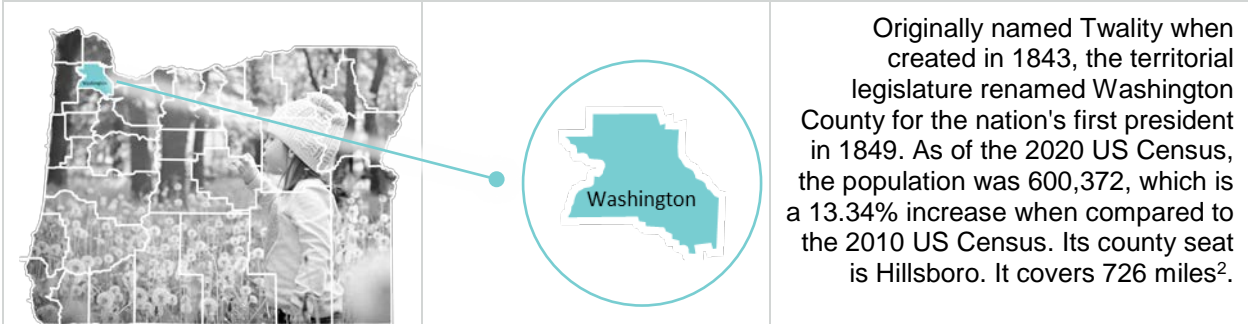 Washington
Washington
Originally named Twality when
created in 1843, the territorial
legislature renamed Washington
County for the nation's first president
in 1849. As of the 2020 US Census,
the population was 600,372, which is
a 13.34% increase when compared to
the 2010 US Census. Its county seat
is Hillsboro. It covers 726 miles².